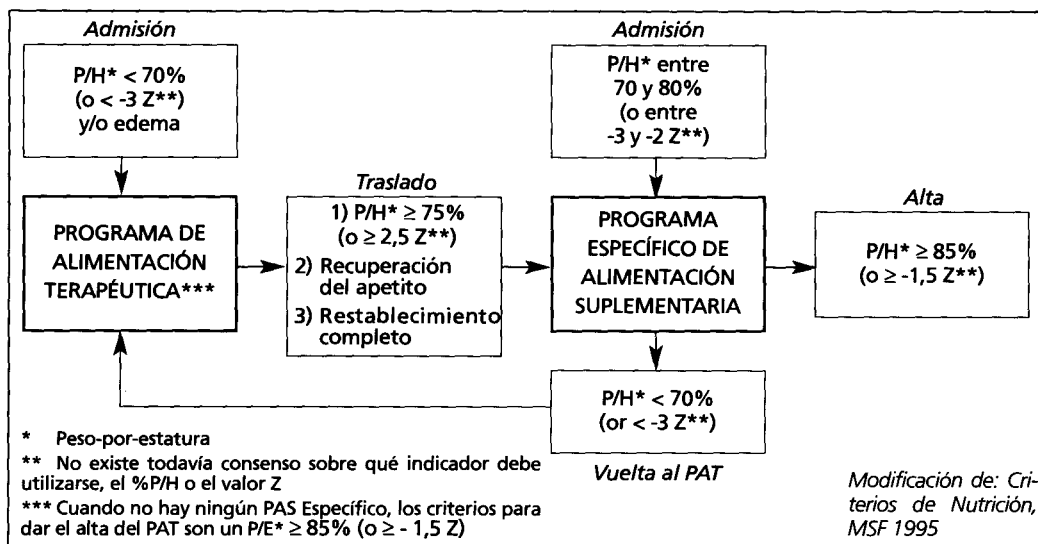 Admisión
P/H* < 70%
(o < -3 Z**)
y/o edema
Admisión
P/H* entre
70 y 80%
(o entre
-3 y -2 Z**)
PROGRAMA DE
ALIMENTACIÓN
TERAPÉUTICA***
Traslado
1) P/H* ≥ 75%
(o ≥ 2,5 Z**)
2) Recuperación
del apetito
3) Restablecimiento
completo
PROGRAMA
ESPECÍFICO DE
ALIMENTACIÓN
SUPLEMENTARIA
Alta
P/H* ≥ 85%
(o ≥ -1,5 Z**)
P/H* < 70%
(or < -3 Z**)
Vuelta al PAT
* Peso-por-estatura
** No existe todavía consenso sobre qué indicador debe
utilizarse, el %P/H o el valor Z
*** Cuando no hay ningún PAS Específico, los criterios para
dar el alta del PAT son un P/E* ≥ 85% (o ≥ - 1,5 Z)
Modificación de: Cri-
terios de Nutrición,
MSF 1995